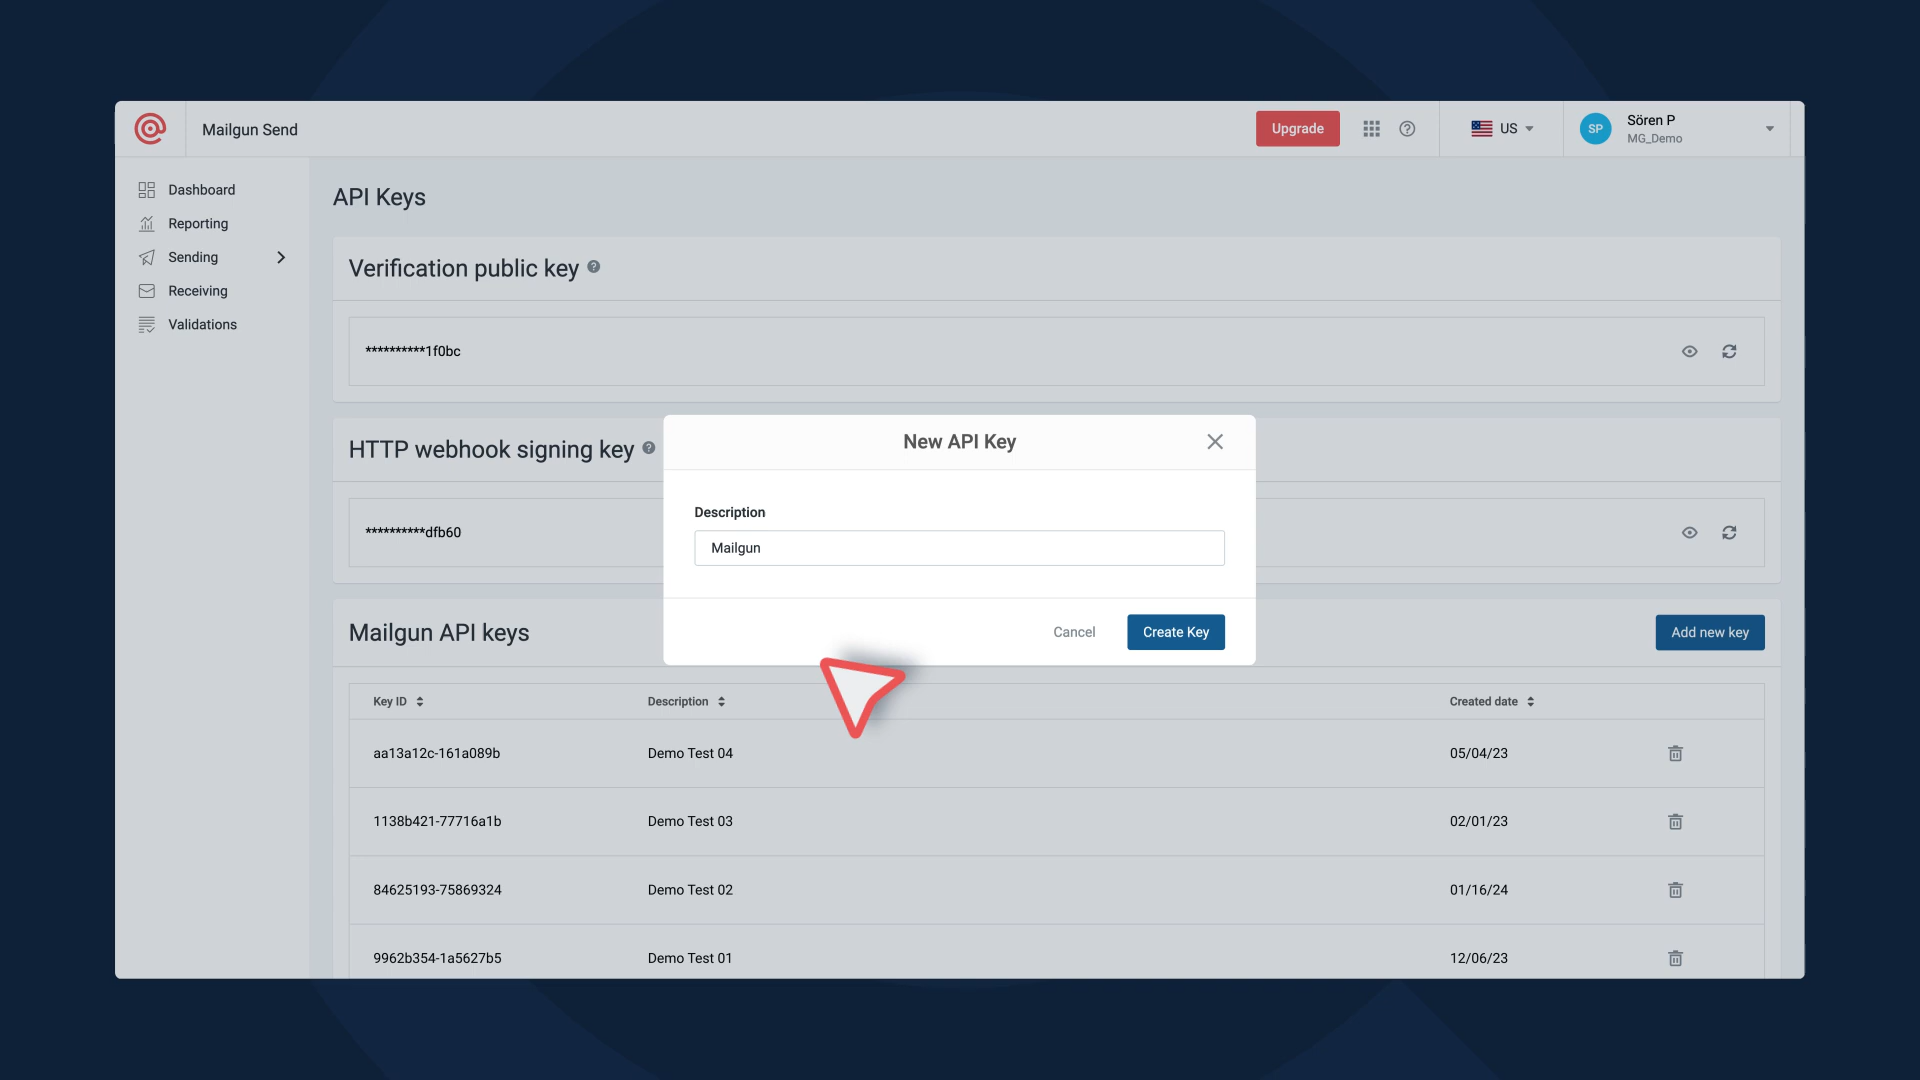 Mailgun Send
Upgrade
US
SP
Sören P
MG_Demo
Dashboard
Reporting
Sending
Receiving
Validations
API Keys
Verification public key
**********1f0bc
HTTP webhook signing key
**********dfb60
New API Key
Description
Mailgun
Cancel
Create Key
Mailgun API keys
Add new key
Key ID Description Created date
aa13a12c-161a089b Demo Test 04 05/04/23
1138b421-77716a1b Demo Test 03 02/01/23
84625193-75869324 Demo Test 02 01/16/24
9962b354-1a5627b5 Demo Test 01 12/06/23